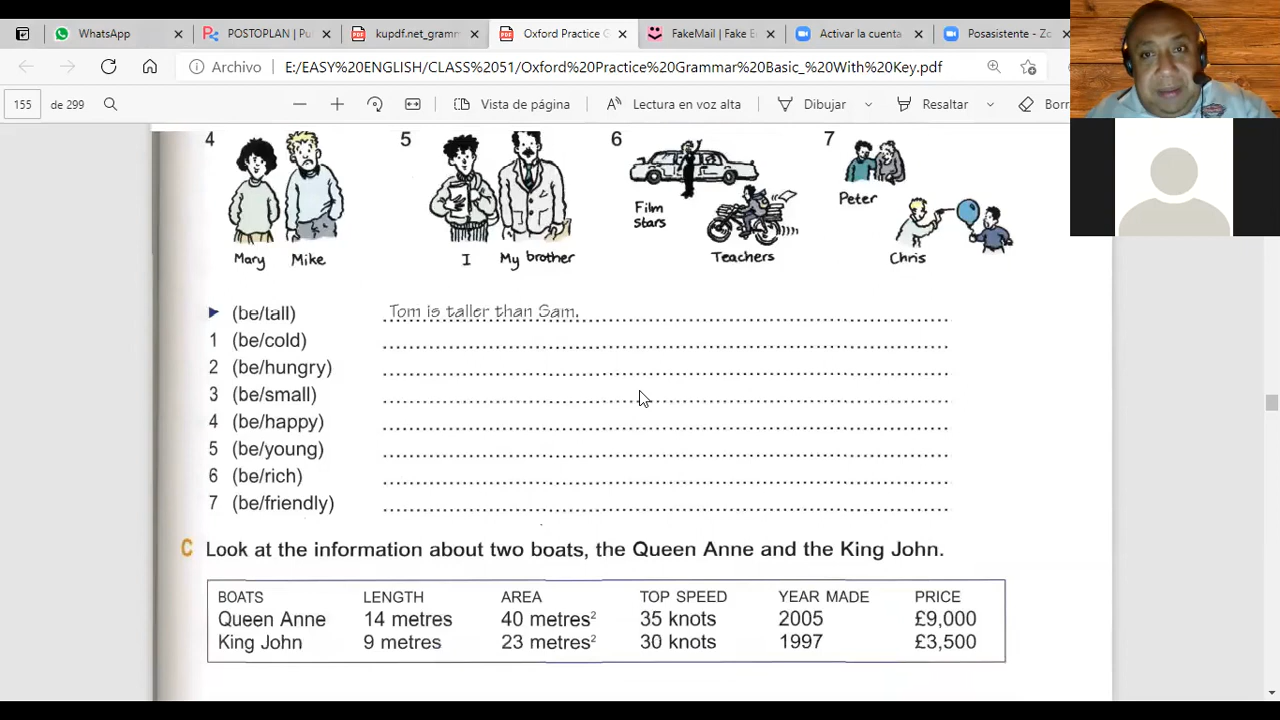 WhatsApp
POSTOPLAN | Pu
kupdf.net_gramm
Oxford Practice G
FakeMail | Fake E
Activar la cuenta
Posasistente - Zc
Archivo E:/EASY%20ENGLISH/CLASS%2051/Oxford%20Practice%20Grammar%20Basic_%20With%20Key.pdf
155 de 299 Vista de página Lectura en voz alta Dibujar Resaltar Borr
4 5 6 7
Film stars
Peter
Mary Mike I My brother Teachers Chris
(be/tall) Tom is taller than Sam.
1 (be/cold)
2 (be/hungry)
3 (be/small)
4 (be/happy)
5 (be/young)
6 (be/rich)
7 (be/friendly)
C Look at the information about two boats, the Queen Anne and the King John.
BOATS LENGTH AREA TOP SPEED YEAR MADE PRICE
Queen Anne 14 metres 40 metres² 35 knots 2005 £9,000
King John 9 metres 23 metres² 30 knots 1997 £3,500